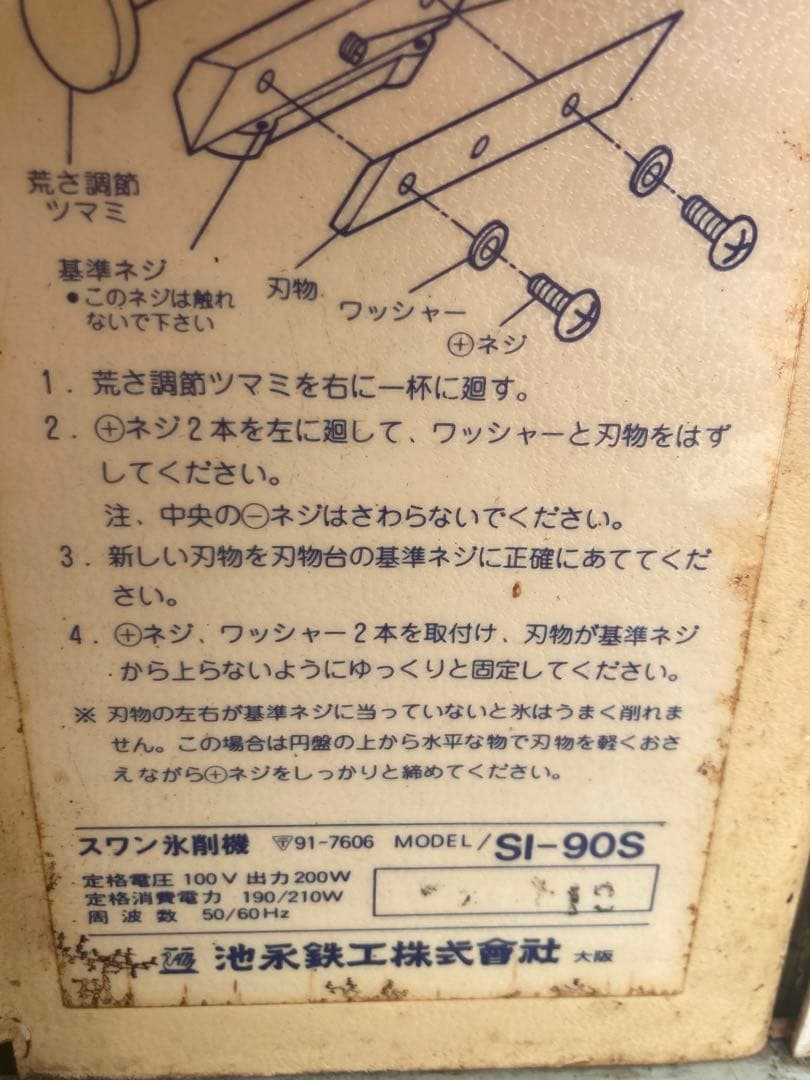 荒さ調節
ツマミ
基準ネジ
•このネジは触れ
ないで下さい
刃物
ワッシャー
⊕ネジ
1．荒さ調節ツマミを右に一杯に廻す。
2．⊕ネジ2本を左に廻して、ワッシャーと刃物をはず
してください。
注、中央の⊖ネジはさわらないでください。
3．新しい刃物を刃物台の基準ネジに正確にあててくだ
さい。
4．⊕ネジ、ワッシャー2本を取付け、刃物が基準ネジ
から上らないようにゆっくりと固定してください。
※ 刃物の左右が基準ネジに当っていないと氷はうまく削れま
せん。この場合は円盤の上から水平な物で刃物を軽くおさ
えながら⊕ネジをしっかりと締めてください。
スワン氷削機 91-7606 MODEL/SI-90S
定格電圧 100V 出力200W
定格消費電力 190/210W
周波数 50/60Hz
池永鉄工株式會社 大阪